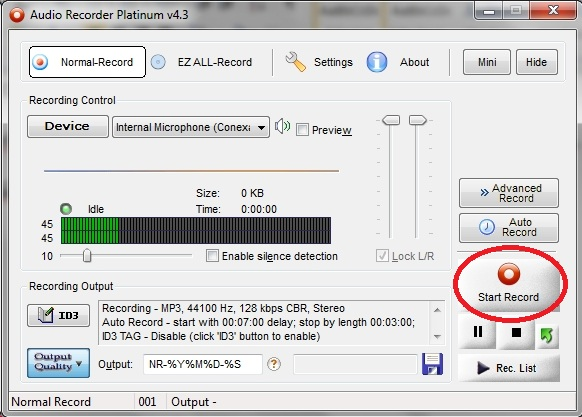 Audio Recorder Platinum v4.3
Normal-Record EZ ALL-Record Settings About Mini Hide
Recording Control
Device Internal Microphone (Conexa Preview
Size: 0 KB
Idle Time: 0:00:00
45
45
10 Enable silence detection Lock L/R
Advanced
Record
Auto
Record
Start Record
Recording Output
ID3 Recording - MP3, 44100 Hz, 128 kbps CBR, Stereo
Auto Record - start with 00:07:00 delay; stop by length 00:03:00;
ID3 TAG - Disable (click 'ID3' button to enable)
Output
Quality Output: NR-%Y%M%D-%S ?
Rec. List
Normal Record 001 Output -